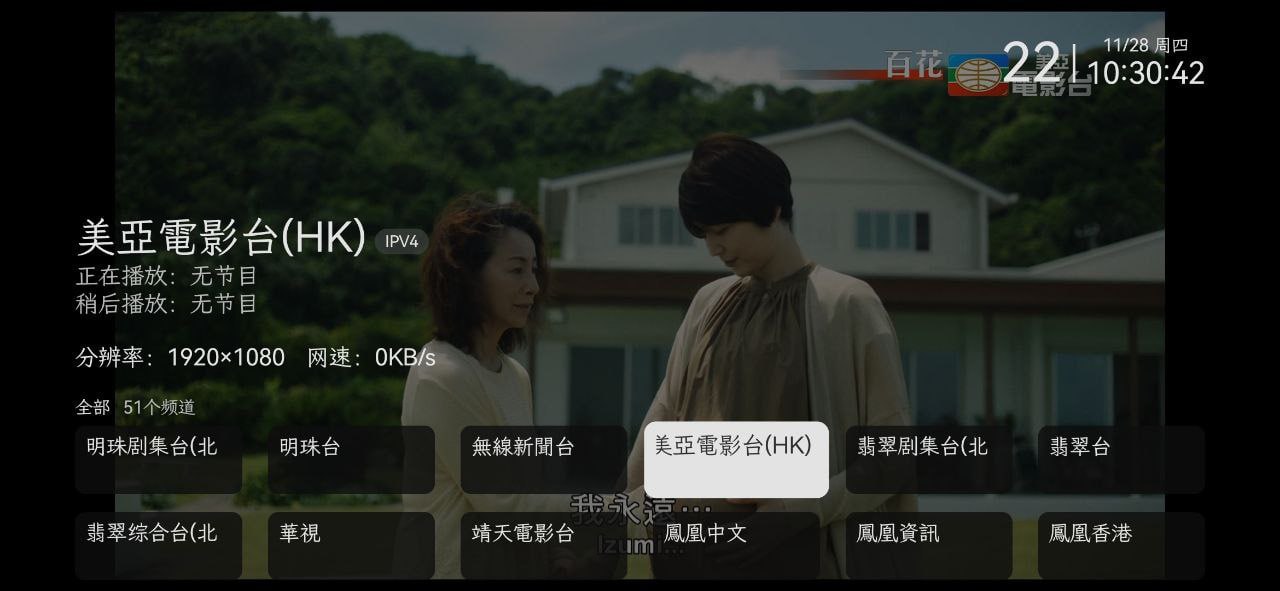 百花
美亞
電影台
22
11/28 周四
10:30:42
美亞電影台(HK) IPV4
正在播放：无节目
稍后播放：无节目
分辨率：1920×1080 网速：0KB/s
全部 51个频道
明珠剧集台(北
明珠台
無線新聞台
美亞電影台(HK)
翡翠剧集台(北
翡翠台
我永遠…
Izumi...
翡翠综合台(北
華視
靖天電影台
鳳凰中文
鳳凰資訊
鳳凰香港